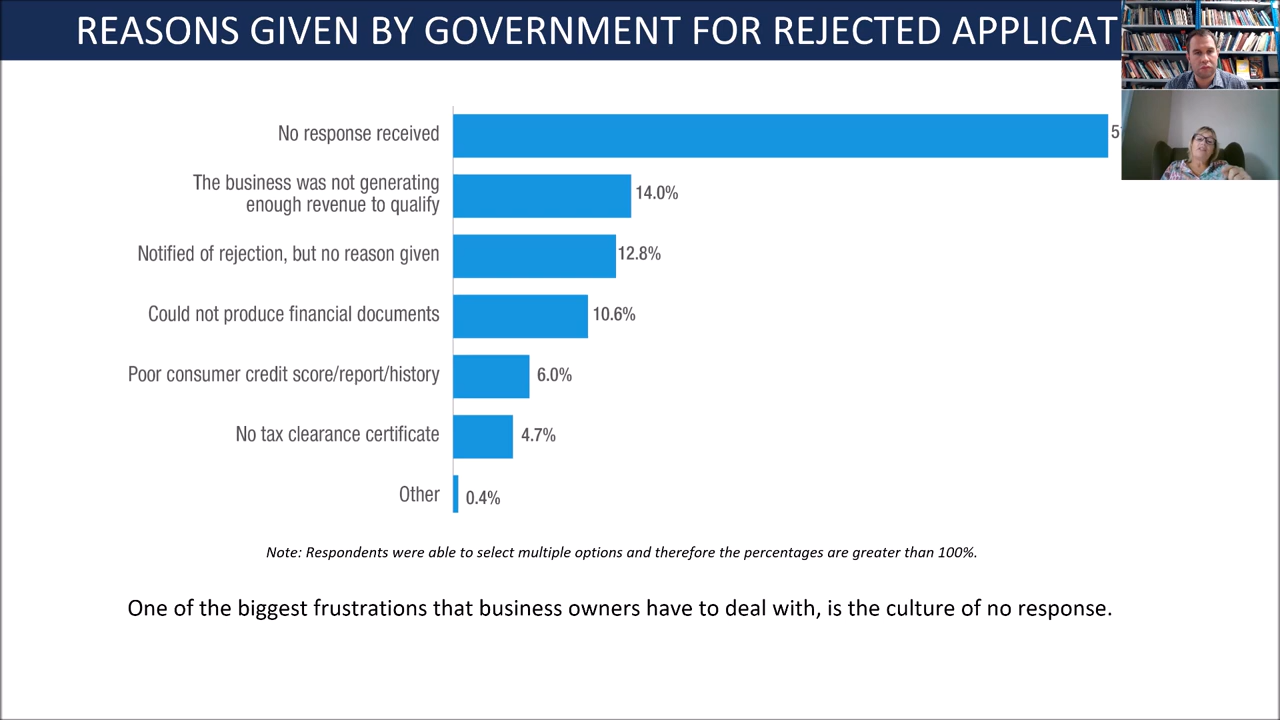 REASONS GIVEN BY GOVERNMENT FOR REJECTED
No response received
The business was not generating
enough revenue to qualify
14.0%
Notified of rejection, but no reason given
12.8%
Could not produce financial documents
10.6%
Poor consumer credit score/report/history
6.0%
No tax clearance certificate
4.7%
Other
0.4%
Note: Respondents were able to select multiple options and therefore the percentages are greater than 100%.
One of the biggest frustrations that business owners have to deal with, is the culture of no response.